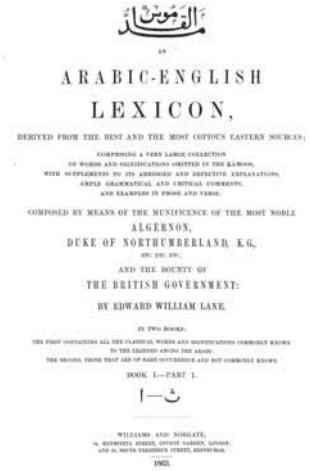 مد القاموس
AN
ARABIC-ENGLISH
LEXICON,
DERIVED FROM THE BEST AND THE MOST COPIOUS EASTERN SOURCES;
COMPRISING A VERY LARGE COLLECTION
OF WORDS AND SIGNIFICATIONS OMITTED IN THE KÁMOOS,
WITH SUPPLEMENTS TO ITS ABRIDGED AND DEFECTIVE EXPLANATIONS,
AMPLE GRAMMATICAL AND CRITICAL COMMENTS,
AND EXAMPLES IN PROSE AND VERSE:
COMPOSED BY MEANS OF THE MUNIFICENCE OF THE MOST NOBLE
ALGERNON,
DUKE OF NORTHUMBERLAND, K.G.,
ETC. ETC. ETC.,
AND THE BOUNTY OF
THE BRITISH GOVERNMENT:
BY EDWARD WILLIAM LANE.
IN TWO BOOKS:
THE FIRST CONTAINING ALL THE CLASSICAL WORDS AND SIGNIFICATIONS COMMONLY KNOWN
TO THE LEARNED AMONG THE ARABS:
THE SECOND, THOSE THAT ARE OF RARE OCCURRENCE AND NOT COMMONLY KNOWN.
BOOK I.—PART 1.
ا—ث
WILLIAMS AND NORGATE,
14, HENRIETTA STREET, COVENT GARDEN, LONDON;
AND 20, SOUTH FREDERICK STREET, EDINBURGH.
1863.